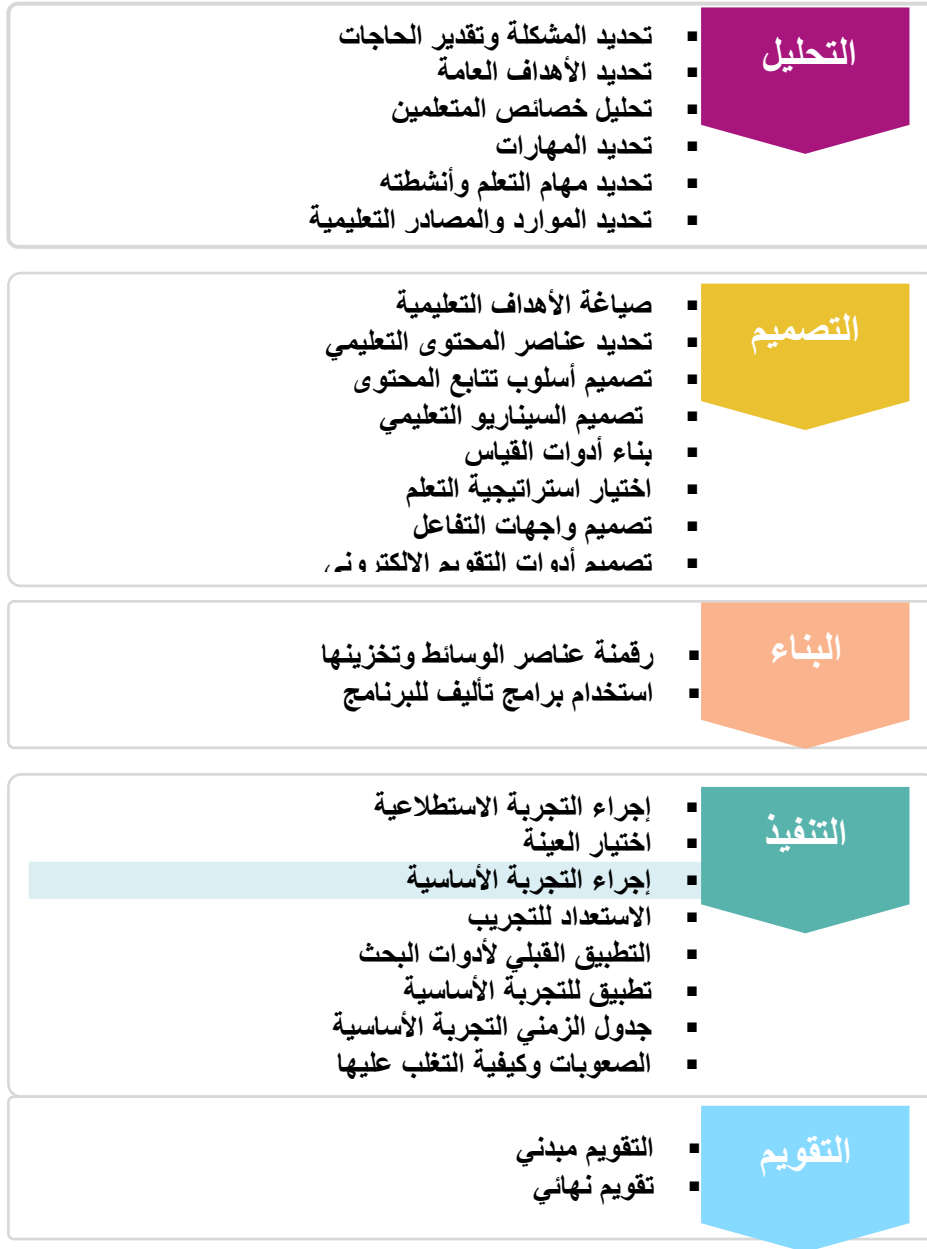 التحليل
تحديد المشكلة وتقدير الحاجات
تحديد الأهداف العامة
تحليل خصائص المتعلمين
تحديد المهارات
تحديد مهام التعلم وأنشطته
تحديد الموارد والمصادر التعليمية
التصميم
صياغة الأهداف التعليمية
تحديد عناصر المحتوى التعليمي
تصميم أسلوب تتابع المحتوى
تصميم السيناريو التعليمي
بناء أدوات القياس
اختيار استراتيجية التعلم
تصميم واجهات التفاعل
تصميم أدوات التقويم الالكتروني
البناء
رقمنة عناصر الوسائط وتخزينها
استخدام برامج تأليف للبرنامج
التنفيذ
إجراء التجربة الاستطلاعية
اختيار العينة
إجراء التجربة الأساسية
الاستعداد للتجريب
التطبيق القبلي لأدوات البحث
تطبيق للتجربة الأساسية
جدول الزمني التجربة الأساسية
الصعوبات وكيفية التغلب عليها
التقويم
التقويم مبدني
تقويم نهائي